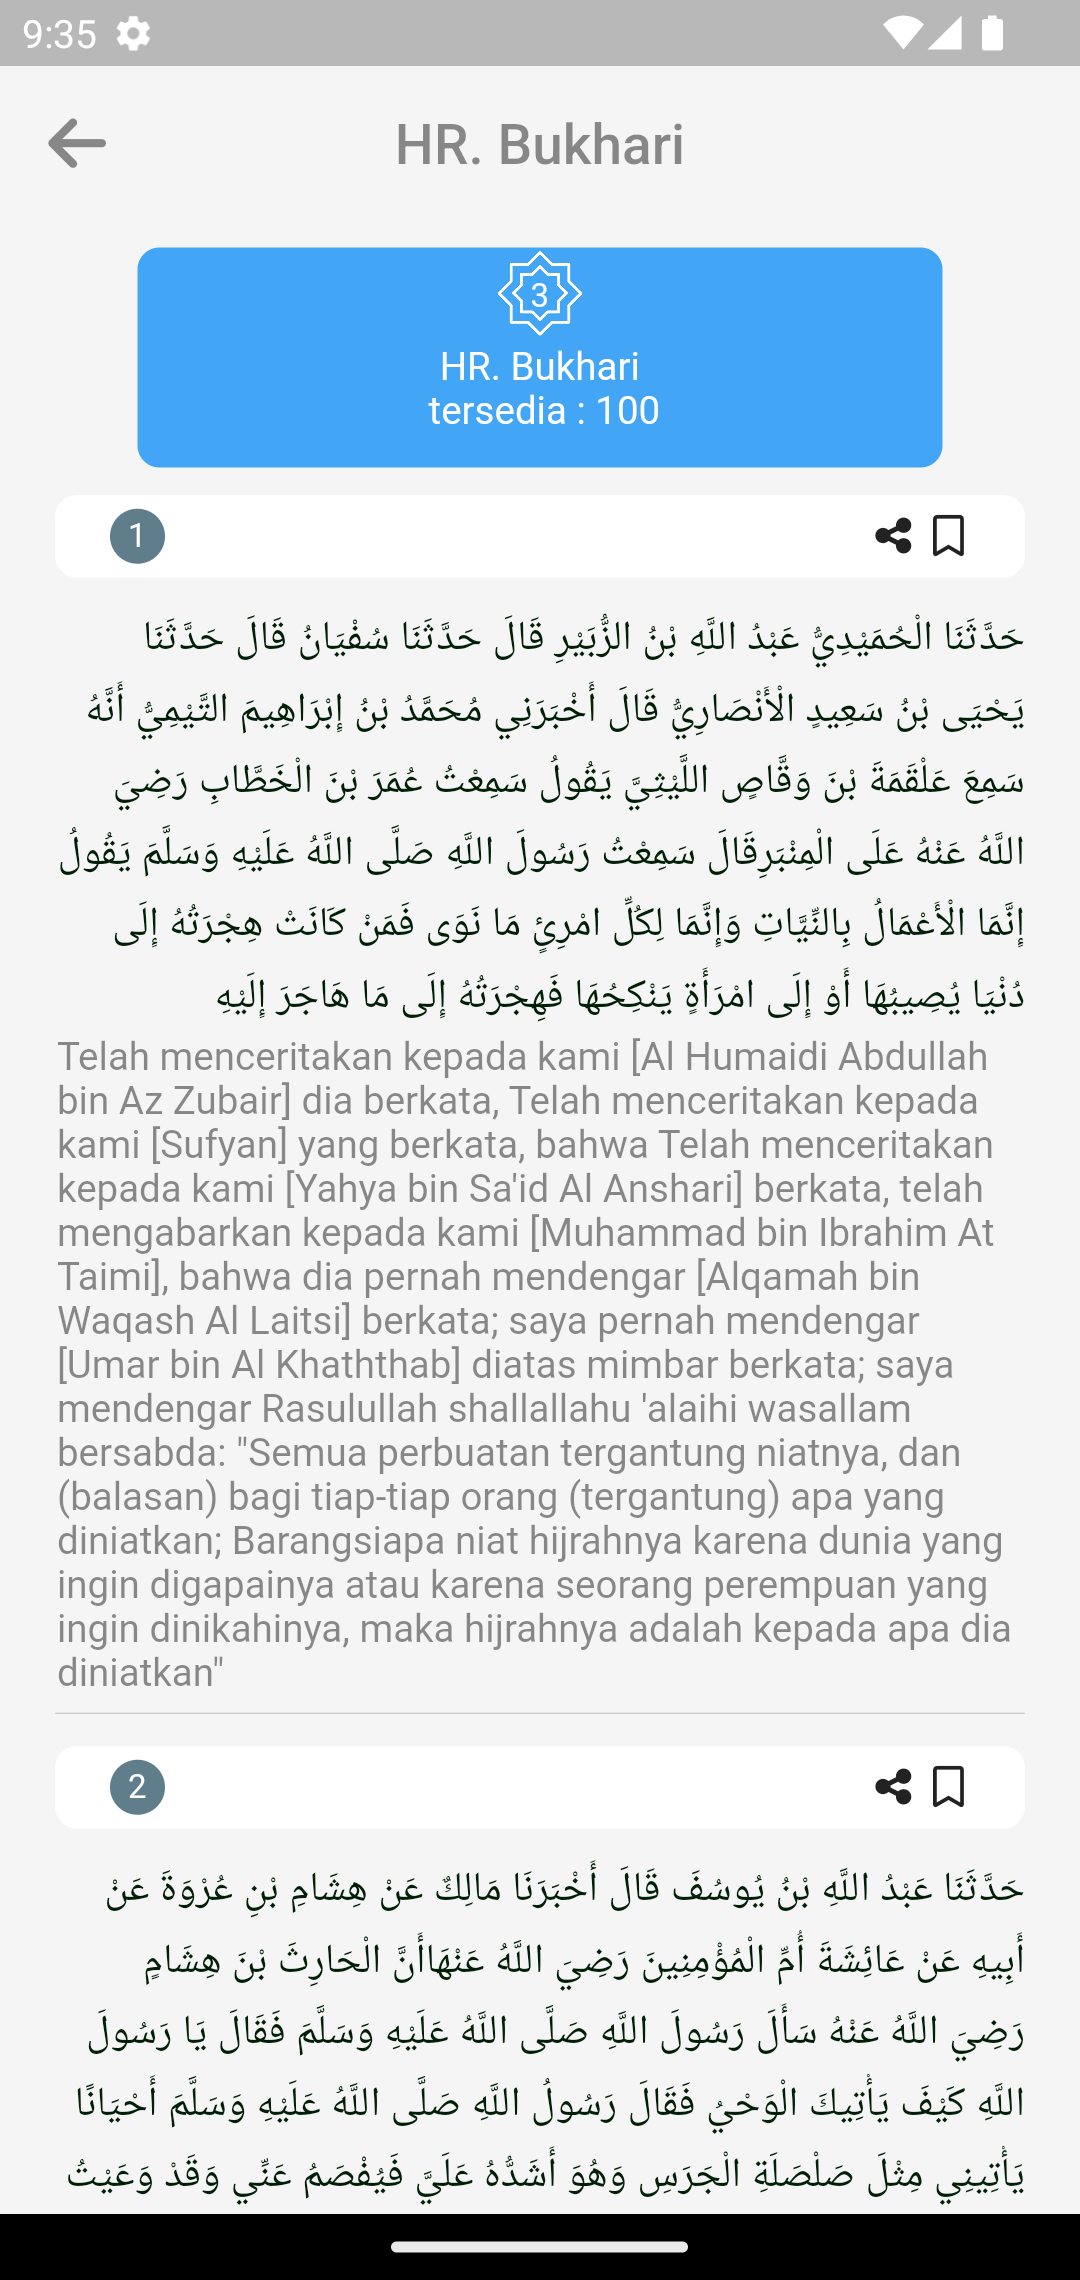 9:35
HR. Bukhari
3
HR. Bukhari
tersedia : 100
1
حَدَّثَنَا الْحُمَيْدِيُّ عَبْدُ اللَّهِ بْنُ الزُّبَيْرِ قَالَ حَدَّثَنَا سُفْيَانُ قَالَ حَدَّثَنَا
يَحْيَى بْنُ سَعِيدٍ الْأَنْصَارِيُّ قَالَ أَخْبَرَنِي مُحَمَّدُ بْنُ إِبْرَاهِيمَ التَّيْمِيُّ أَنَّهُ
سَمِعَ عَلْقَمَةَ بْنَ وَقَّاصٍ اللَّيْثِيَّ يَقُولُ سَمِعْتُ عُمَرَ بْنَ الْخَطَّابِ رَضِيَ
اللَّهُ عَنْهُ عَلَى الْمِنْبَرِقَالَ سَمِعْتُ رَسُولَ اللَّهِ صَلَّى اللَّهُ عَلَيْهِ وَسَلَّمَ يَقُولُ
إِنَّمَا الْأَعْمَالُ بِالنِّيَّاتِ وَإِنَّمَا لِكُلِّ امْرِئٍ مَا نَوَى فَمَنْ كَانَتْ هِجْرَتُهُ إِلَى
دُنْيَا يُصِيبُهَا أَوْ إِلَى امْرَأَةٍ يَنْكِحُهَا فَهِجْرَتُهُ إِلَى مَا هَاجَرَ إِلَيْهِ
Telah menceritakan kepada kami [Al Humaidi Abdullah
bin Az Zubair] dia berkata, Telah menceritakan kepada
kami [Sufyan] yang berkata, bahwa Telah menceritakan
kepada kami [Yahya bin Sa'id Al Anshari] berkata, telah
mengabarkan kepada kami [Muhammad bin Ibrahim At
Taimi], bahwa dia pernah mendengar [Alqamah bin
Waqash Al Laitsi] berkata; saya pernah mendengar
[Umar bin Al Khaththab] diatas mimbar berkata; saya
mendengar Rasulullah shallallahu 'alaihi wasallam
bersabda: "Semua perbuatan tergantung niatnya, dan
(balasan) bagi tiap-tiap orang (tergantung) apa yang
diniatkan; Barangsiapa niat hijrahnya karena dunia yang
ingin digapainya atau karena seorang perempuan yang
ingin dinikahinya, maka hijrahnya adalah kepada apa dia
diniatkan"
2
حَدَّثَنَا عَبْدُ اللَّهِ بْنُ يُوسُفَ قَالَ أَخْبَرَنَا مَالِكٌ عَنْ هِشَامِ بْنِ عُرْوَةَ عَنْ
أَبِيهِ عَنْ عَائِشَةَ أُمِّ الْمُؤْمِنِينَ رَضِيَ اللَّهُ عَنْهَاأَنَّ الْحَارِثَ بْنَ هِشَامٍ
رَضِيَ اللَّهُ عَنْهُ سَأَلَ رَسُولَ اللَّهِ صَلَّى اللَّهُ عَلَيْهِ وَسَلَّمَ فَقَالَ يَا رَسُولَ
اللَّهِ كَيْفَ يَأْتِيكَ الْوَحْيُ فَقَالَ رَسُولُ اللَّهِ صَلَّى اللَّهُ عَلَيْهِ وَسَلَّمَ أَحْيَانًا
يَأْتِينِي مِثْلَ صَلْصَلَةِ الْجَرَسِ وَهُوَ أَشَدُّهُ عَلَيَّ فَيُفْصَمُ عَنِّي وَقَدْ وَعَيْتُ